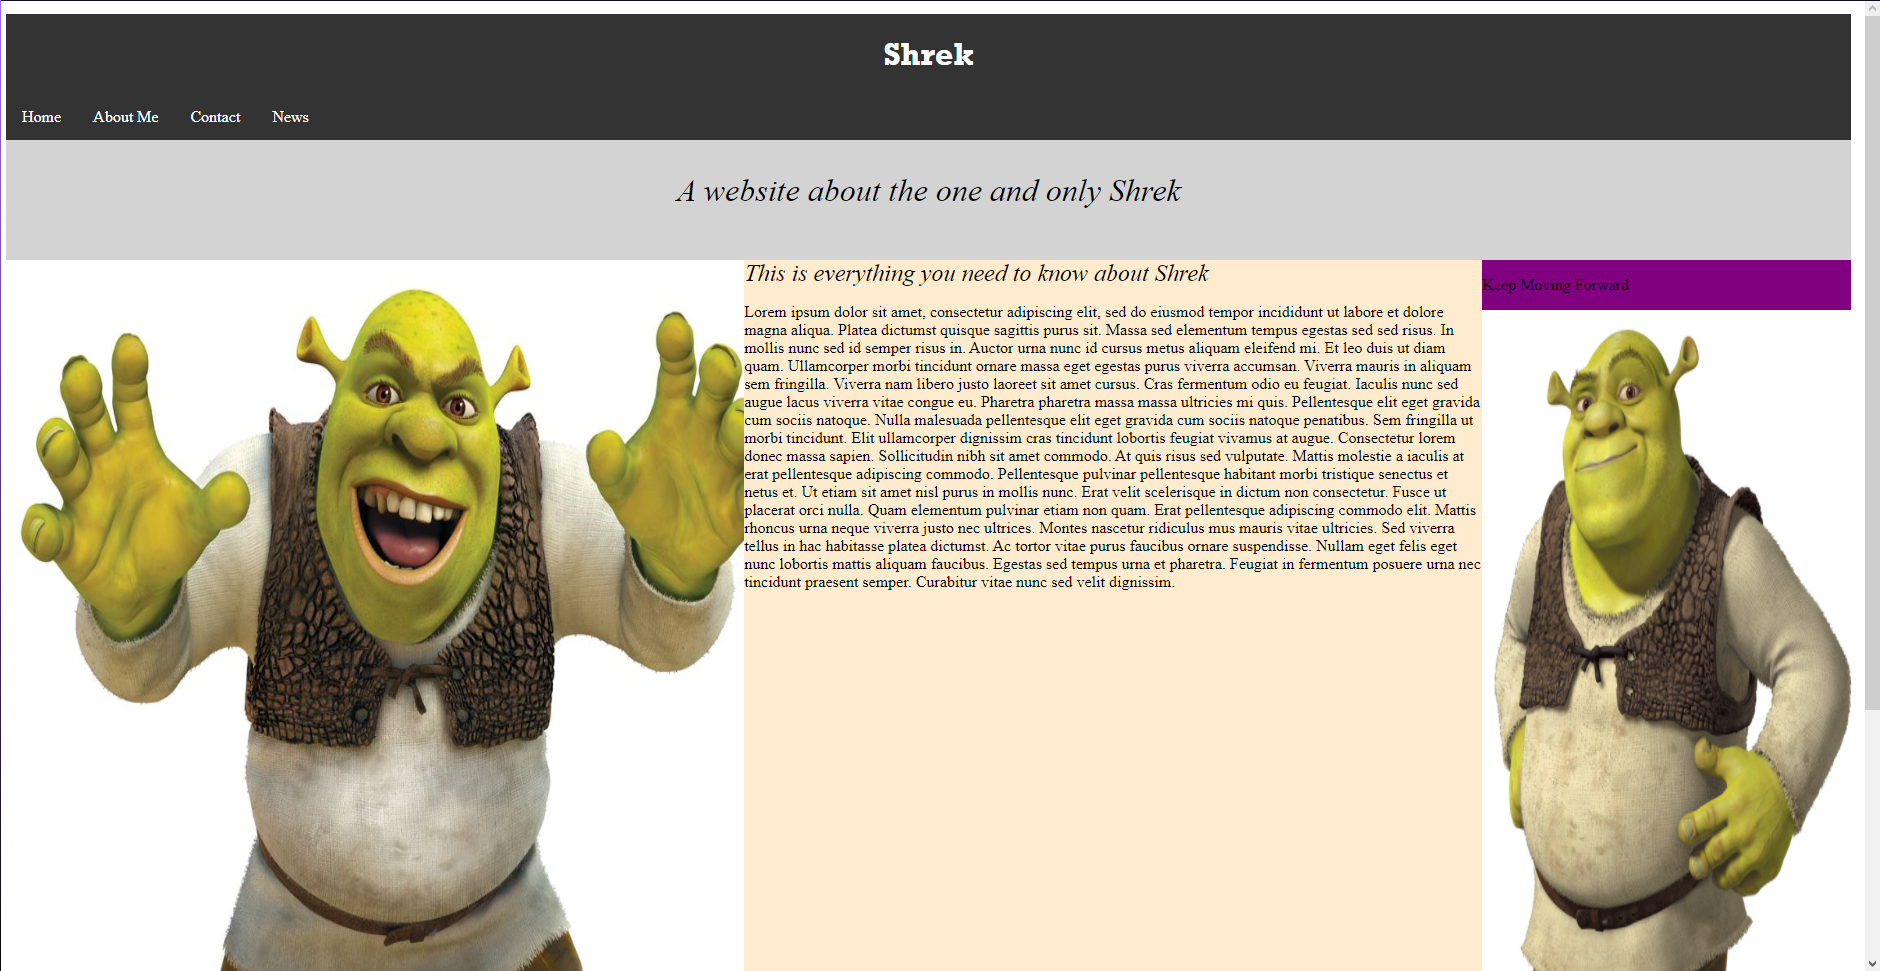 Shrek
Home About Me Contact News
A website about the one and only Shrek
This is everything you need to know about Shrek
Lorem ipsum dolor sit amet, consectetur adipiscing elit, sed do eiusmod tempor incididunt ut labore et dolore
magna aliqua. Platea dictumst quisque sagittis purus sit. Massa sed elementum tempus egestas sed sed risus. In
mollis nunc sed id semper risus in. Auctor urna nunc id cursus metus aliquam eleifend mi. Et leo duis ut diam
quam. Ullamcorper morbi tincidunt ornare massa eget egestas purus viverra accumsan. Viverra mauris in aliquam
sem fringilla. Viverra nam libero justo laoreet sit amet cursus. Cras fermentum odio eu feugiat. Iaculis nunc sed
augue lacus viverra vitae congue eu. Pharetra pharetra massa massa ultricies mi quis. Pellentesque elit eget gravida
cum sociis natoque. Nulla malesuada pellentesque elit eget gravida cum sociis natoque penatibus. Sem fringilla ut
morbi tincidunt. Elit ullamcorper dignissim cras tincidunt lobortis feugiat vivamus at augue. Consectetur lorem
donec massa sapien. Sollicitudin nibh sit amet commodo. At quis risus sed vulputate. Mattis molestie a iaculis at
erat pellentesque adipiscing commodo. Pellentesque pulvinar pellentesque habitant morbi tristique senectus et
netus et. Ut etiam sit amet nisl purus in mollis nunc. Erat velit scelerisque in dictum non consectetur. Fusce ut
placerat orci nulla. Quam elementum pulvinar etiam non quam. Erat pellentesque adipiscing commodo elit. Mattis
rhoncus urna neque viverra justo nec ultrices. Montes nascetur ridiculus mus mauris vitae ultricies. Sed viverra
tellus in hac habitasse platea dictumst. Ac tortor vitae purus faucibus ornare suspendisse. Nullam eget felis eget
nunc lobortis mattis aliquam faucibus. Egestas sed tempus urna et pharetra. Feugiat in fermentum posuere urna nec
tincidunt praesent semper. Curabitur vitae nunc sed velit dignissim.
Keep Moving Forward